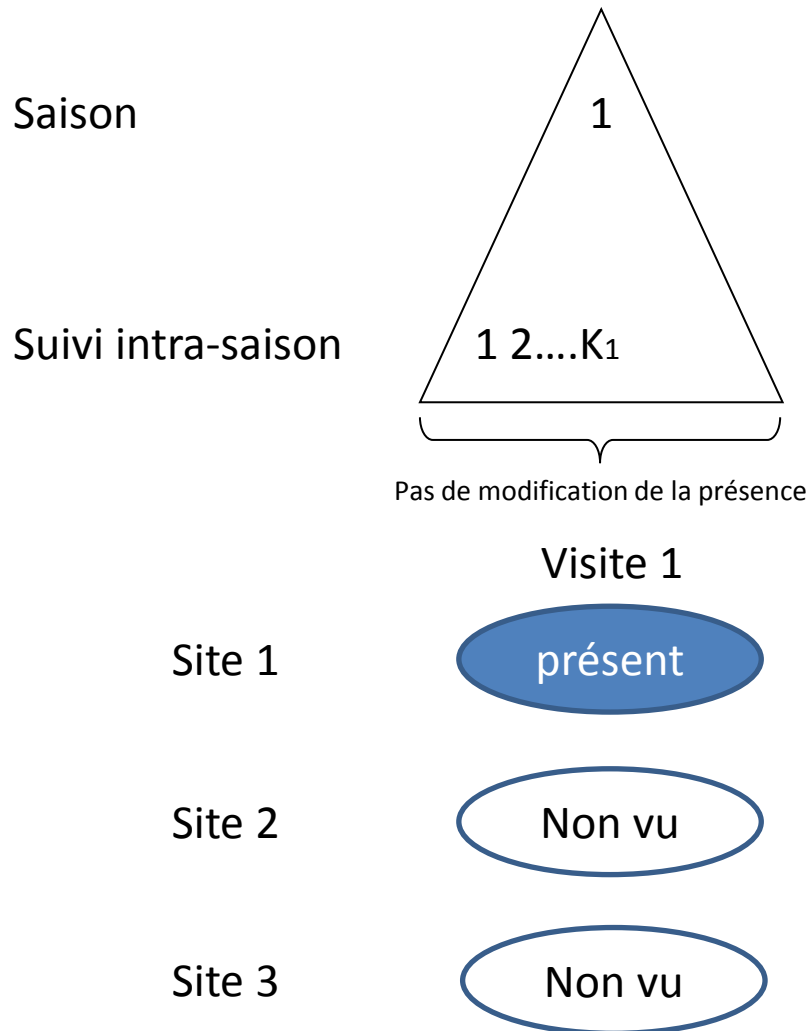 Saison 1
Suivi intra-saison 1 2....K1
Pas de modification de la présence
Visite 1
Site 1 présent
Site 2 Non vu
Site 3 Non vu